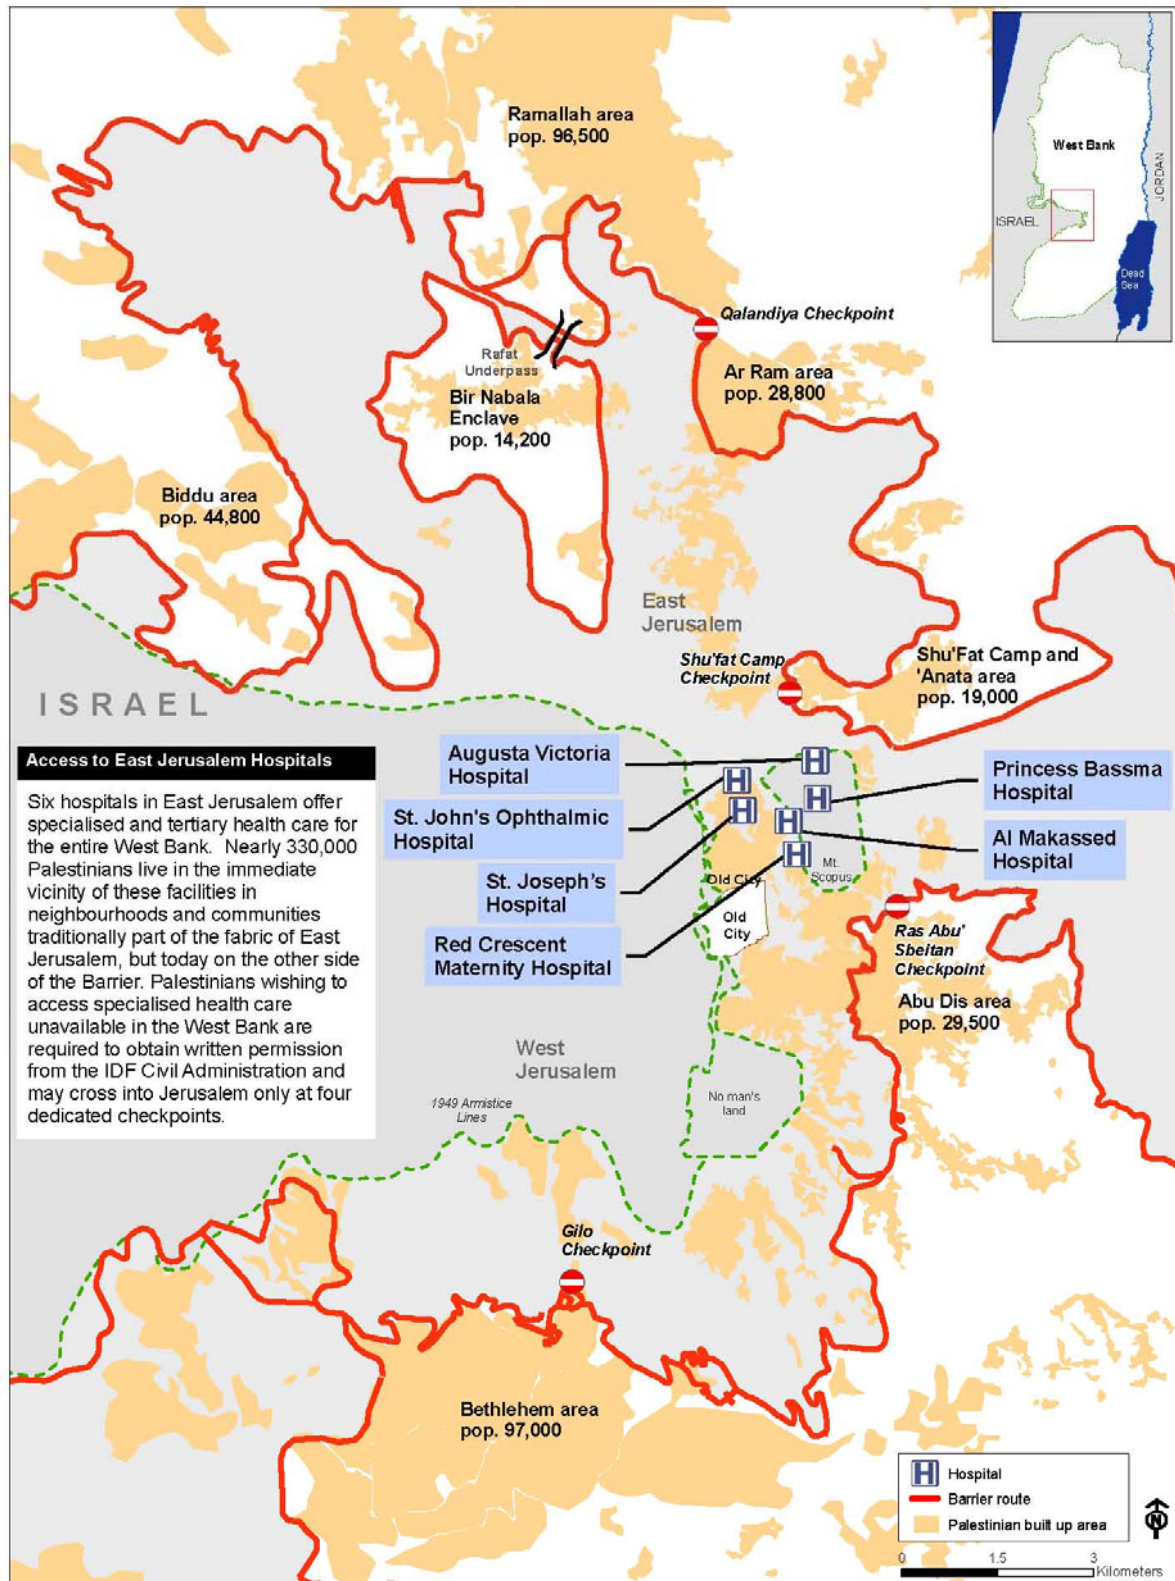 Ramallah area
pop. 96,500
West Bank
JORDAN
ISRAEL
Dead
Sea
Qalandiya Checkpoint
Rafat
Underpass
Ar Ram area
pop. 28,800
Bir Nabala
Enclave
pop. 14,200
Biddu area
pop. 44,800
East
Jerusalem
Shu'fat Camp
Checkpoint
Shu'Fat Camp and
'Anata area
pop. 19,000
ISRAEL
Access to East Jerusalem Hospitals
Six hospitals in East Jerusalem offer
specialised and tertiary health care for
the entire West Bank. Nearly 330,000
Palestinians live in the immediate
vicinity of these facilities in
neighbourhoods and communities
traditionally part of the fabric of East
Jerusalem, but today on the other side
of the Barrier. Palestinians wishing to
access specialised health care
unavailable in the West Bank are
required to obtain written permission
from the IDF Civil Administration and
may cross into Jerusalem only at four
dedicated checkpoints.
Augusta Victoria
Hospital
St. John's Ophthalmic
Hospital
St. Joseph's
Hospital
Red Crescent
Maternity Hospital
H
H
H
H
H
H
Princess Bassma
Hospital
Al Makassed
Hospital
Mt.
Scopus
Old City
Old
City
Ras Abu'
Sbeitan
Checkpoint
Abu Dis area
pop. 29,500
West
Jerusalem
1949 Armistice
Lines
No man's
land
Gilo
Checkpoint
Bethlehem area
pop. 97,000
H Hospital
Barrier route
Palestinian built up area
N
0 1.5 3
Kilometers